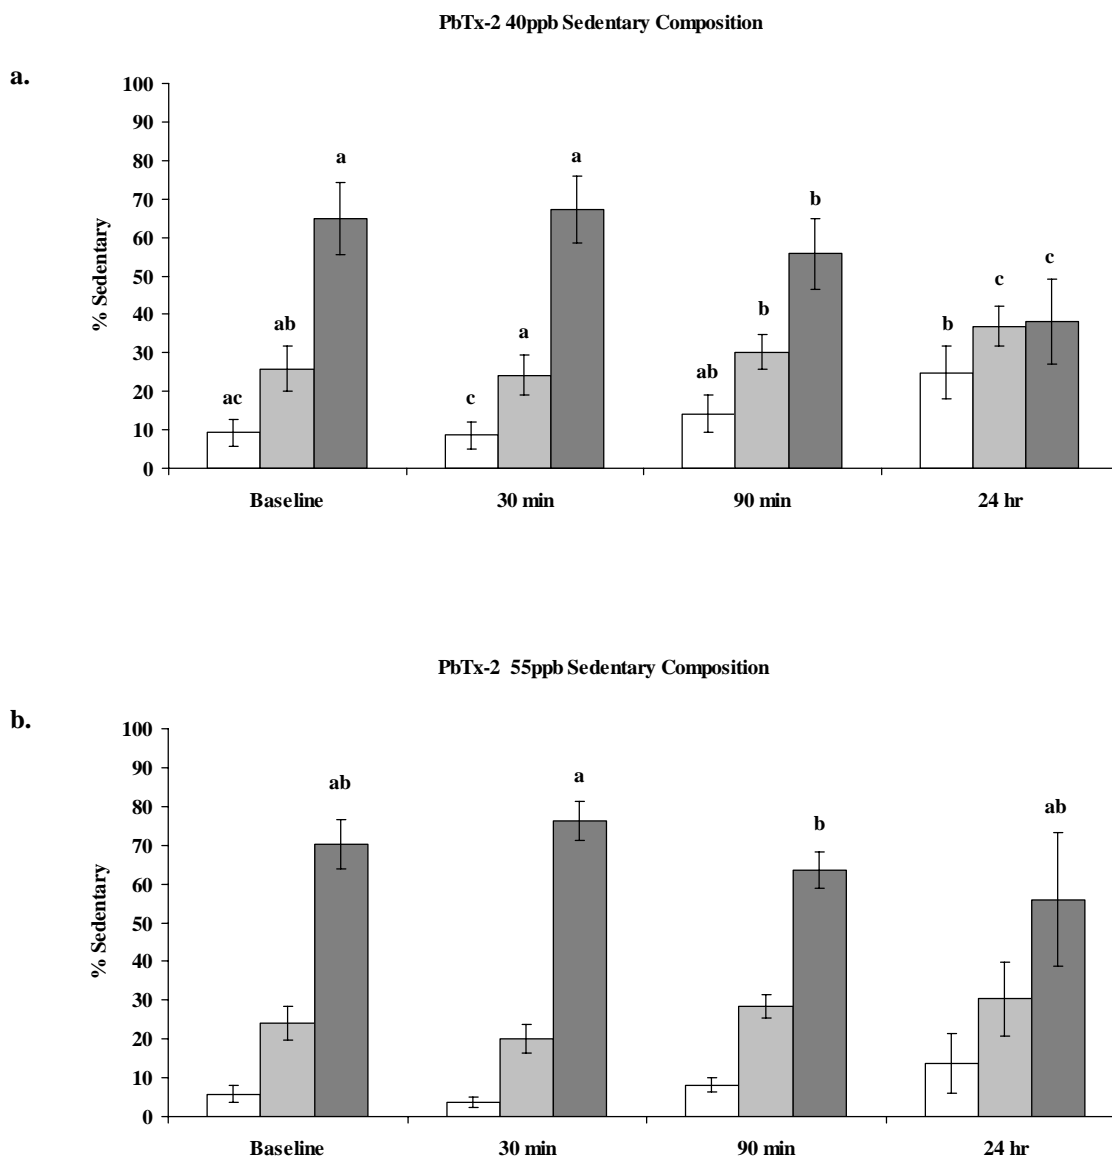 PbTx-2 40ppb Sedentary Composition
a.
100
90
80
70
60
50
40
30
20
10
0
% Sedentary
ac
ab
a
c
a
a
ab
b
b
b
c
c
Baseline 30 min 90 min 24 hr
PbTx-2 55ppb Sedentary Composition
b.
100
90
80
70
60
50
40
30
20
10
0
% Sedentary
ab
a
b
ab
Baseline 30 min 90 min 24 hr